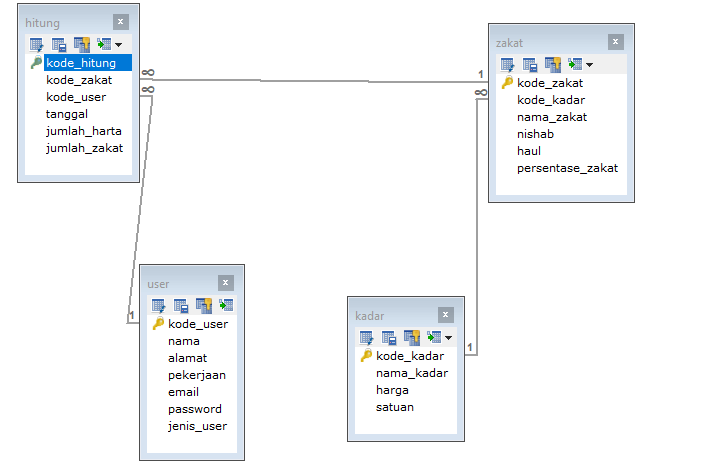 hitung
x
kode_hitung
kode_zakat
kode_user
tanggal
jumlah_harta
jumlah_zakat
zakat
x
kode_zakat
kode_kadar
nama_zakat
nishab
haul
persentase_zakat
user
x
kode_user
nama
alamat
pekerjaan
email
password
jenis_user
kadar
x
kode_kadar
nama_kadar
harga
satuan
∞
1
∞
∞
1
1